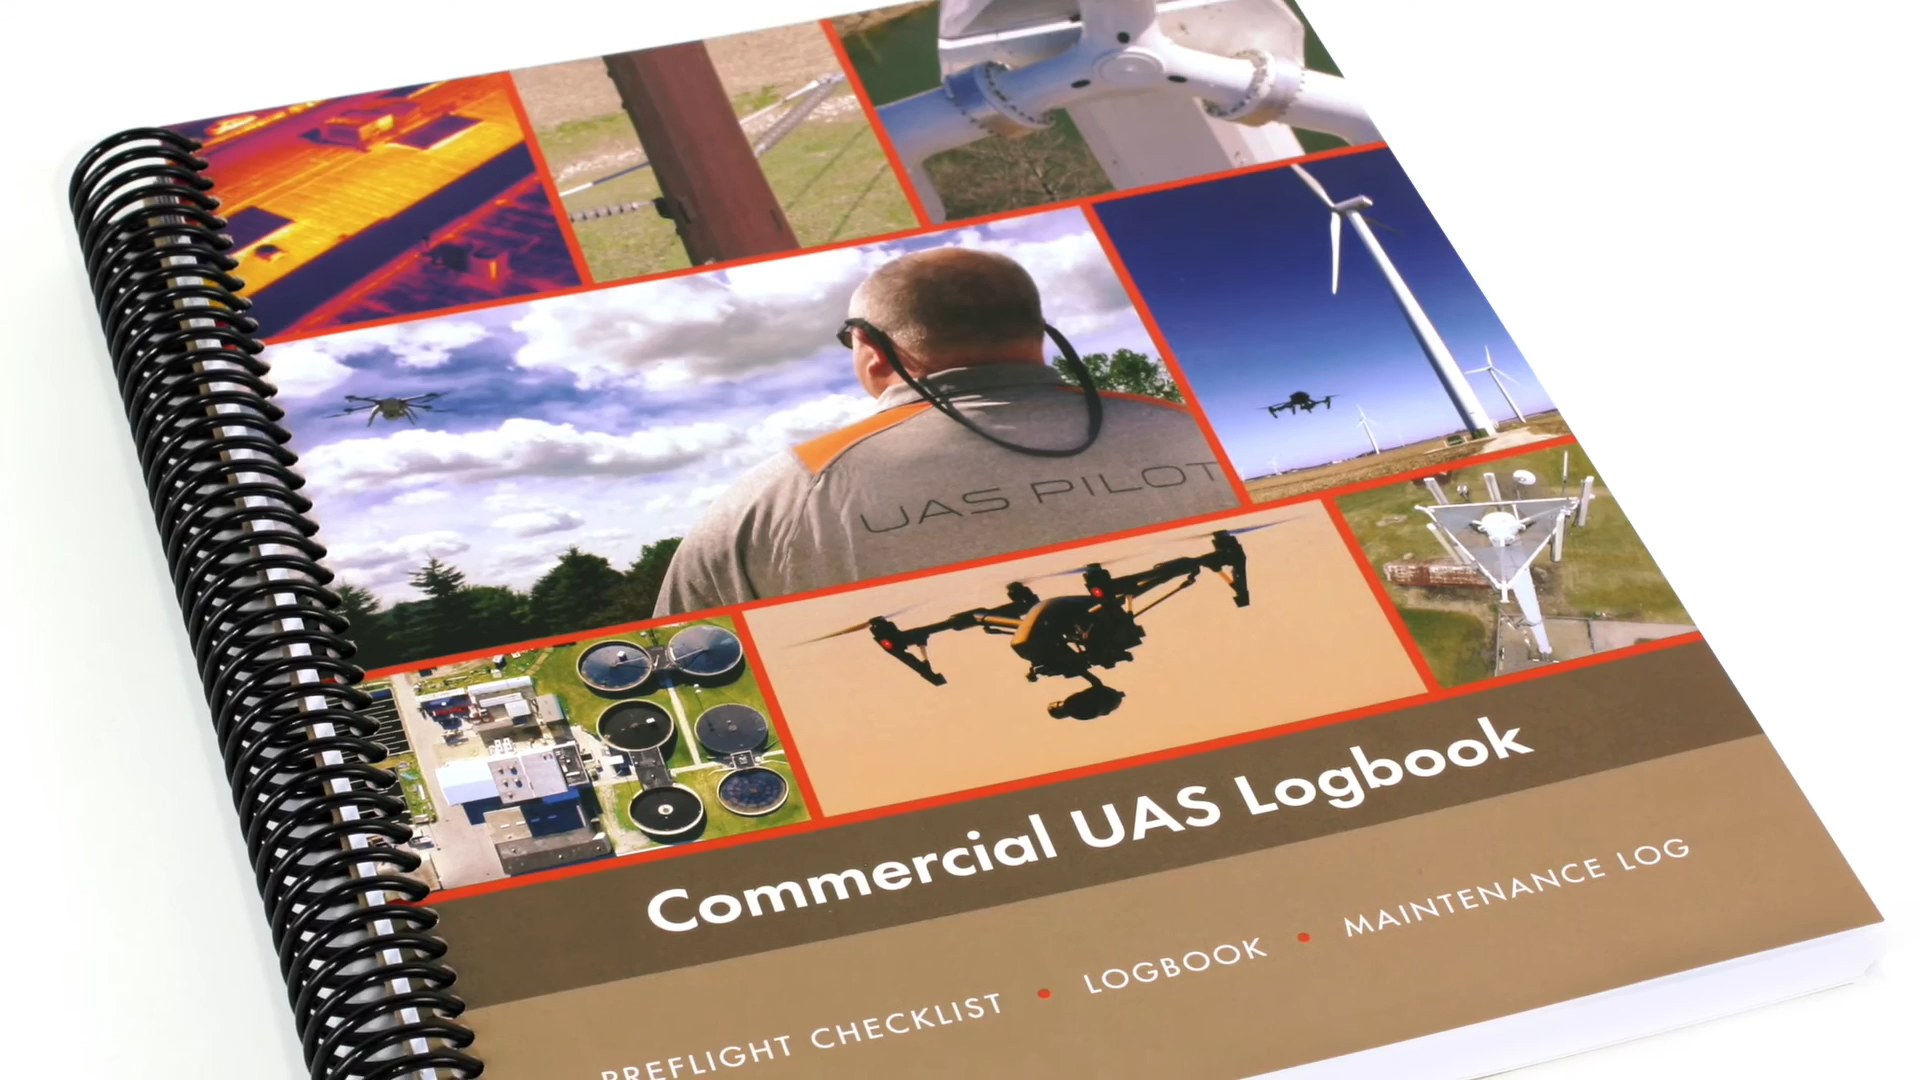 UAS PILOT
Commercial UAS Logbook
PREFLIGHT CHECKLIST • LOGBOOK • MAINTENANCE LOG